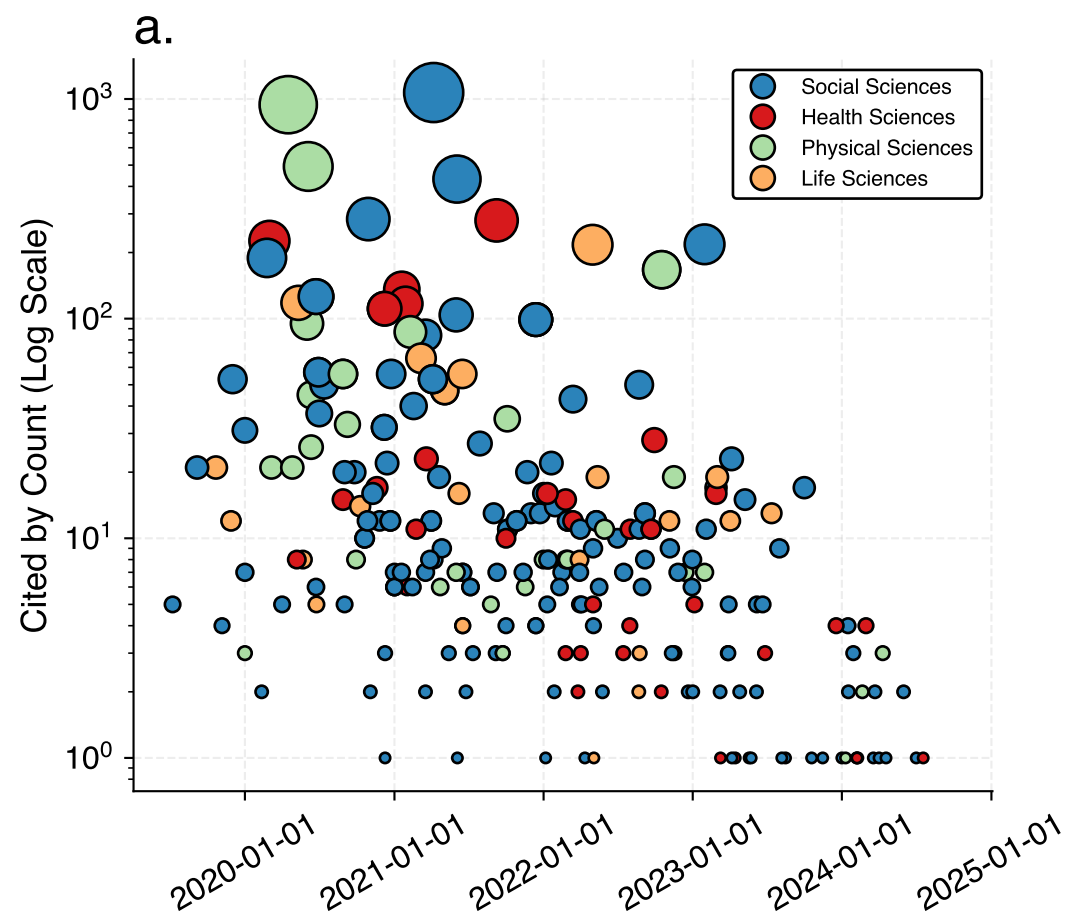 a.
Social Sciences
Health Sciences
Physical Sciences
Life Sciences
Cited by Count (Log Scale)
10³
10²
10¹
10⁰
2020-01-01
2021-01-01
2022-01-01
2023-01-01
2024-01-01
2025-01-01